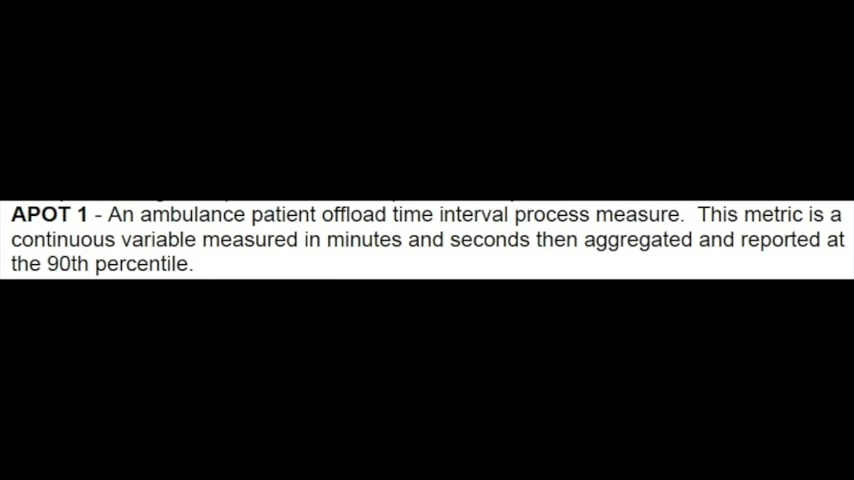 APOT 1 - An ambulance patient offload time interval process measure.  This metric is a
continuous variable measured in minutes and seconds then aggregated and reported at
the 90th percentile.